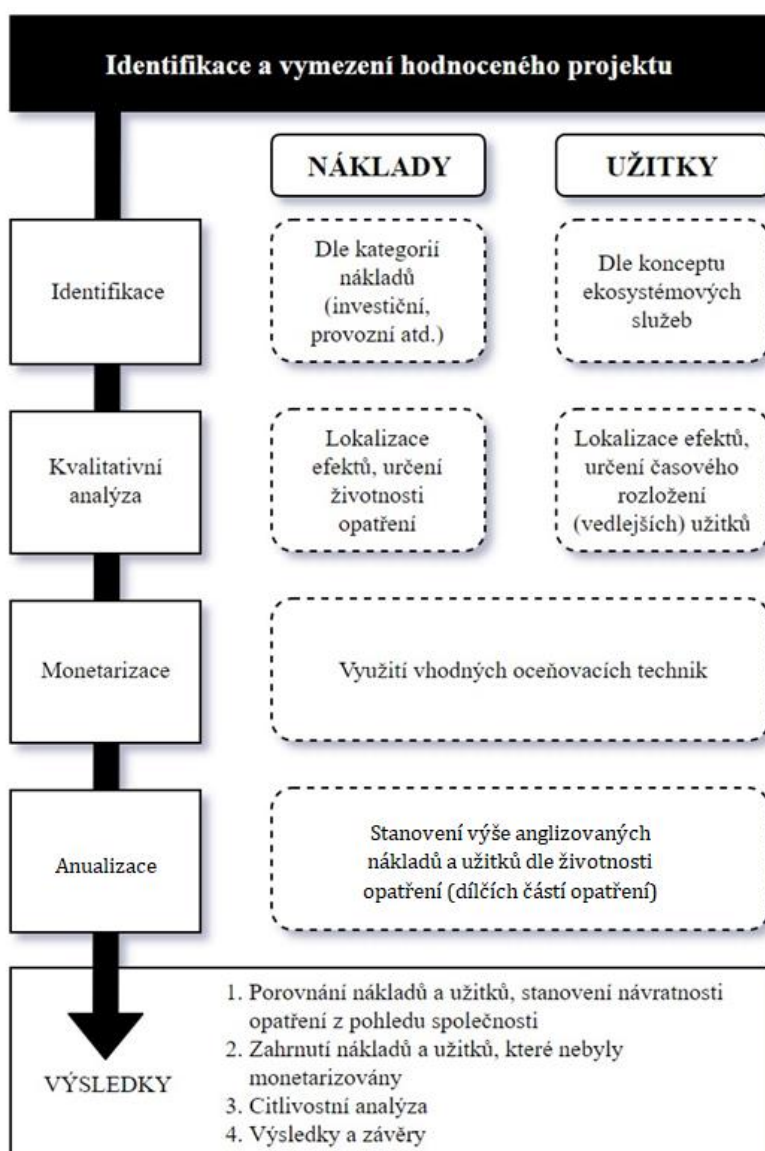 Identifikace a vymezení hodnoceného projektu
NÁKLADY
UŽITKY
Identifikace
Dle kategorií
nákladů
(investiční,
provozní atd.)
Dle konceptu
ekosystémových
služeb
Kvalitativní
analýza
Lokalizace
efektů, určení
životnosti
opatření
Lokalizace efektů,
určení časového
rozložení
(vedlejších) užitků
Monetarizace
Využití vhodných oceňovacích technik
Anualizace
Stanovení výše anglizovaných
nákladů a užitků dle životnosti
opatření (dílčích částí opatření)
VÝSLEDKY
1. Porovnání nákladů a užitků, stanovení návratnosti
opatření z pohledu společnosti
2. Zahrnutí nákladů a užitků, které nebyly
monetarizovány
3. Citlivostní analýza
4. Výsledky a závěry